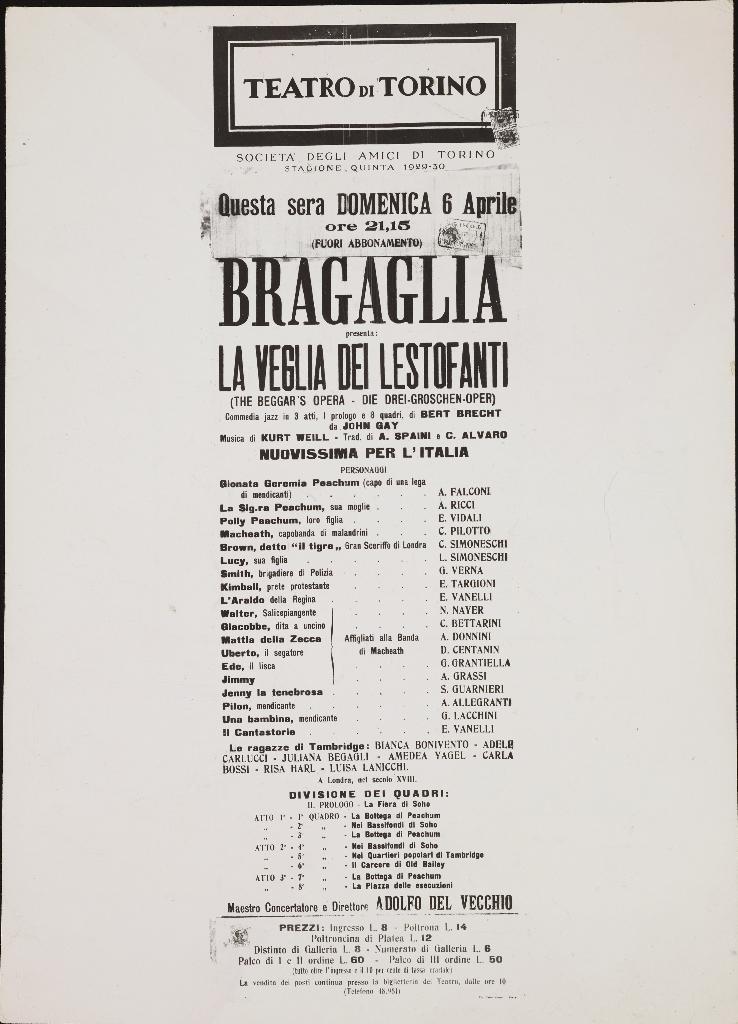 TEATRO DI TORINO
SOCIETA' DEGLI AMICI DI TORINO
STAGIONE QUINTA 1929-30
Questa sera DOMENICA 6 Aprile
ore 21,15
(FUORI ABBONAMENTO)
BRAGAGLIA
presenta:
LA VEGLIA DEI LESTOFANTI
(THE BEGGAR'S OPERA - DIE DREI-GROSCHEN-OPER)
Commedia jazz in 3 atti, 1 prologo e 8 quadri, di BERT BRECHT
da JOHN GAY
Musica di KURT WEILL - Trad. di A. SPAINI e C. ALVARO
NUOVISSIMA PER L'ITALIA
PERSONAGGI
Gionata Geremia Peachum (capo di una lega
di mendicanti) . . . . . A. FALCONI
La Sig.ra Peachum, sua moglie . . . A. RICCI
Polly Peachum, loro figlia . . . . E. VIDALI
Macheath, capobanda di malandrini . . . C. PILOTTO
Brown, detto "il tigre„ Gran Sceriffo di Londra C. SIMONESCHI
Lucy, sua figlia . . . . . L. SIMONESCHI
Smith, brigadiere di Polizia . . . . G. VERNA
Kimball, prete protestante . . . . E. TARGIONI
L'Araldo della Regina . . . . . E. VANELLI
Walter, Salicepiangente . . . . N. NAYER
Giacobbe, dita a uncino . . . . C. BETTARINI
Mattia della Zecca Affigliati alla Banda A. DONNINI
Uberto, il segatore di Macheath D. CENTANIN
Ede, il lisca . . . . G. GRANTIELLA
Jimmy . . . . A. GRASSI
Jenny la tenebrosa . . . . . S. GUARNIERI
Pilon, mendicante . . . . . A. ALLEGRANTI
Una bambina, mendicante . . . . G. LACCHINI
Il Cantastorie . . . . . E. VANELLI
Le ragazze di Tambridge: BIANCA BONIVENTO - ADELE
CARLUCCI - JULIANA BEGAGLI - AMEDEA YAGEL - CARLA
BOSSI - RISA HARL - LUISA LANICCHI.
A Londra, nel secolo XVIII.
DIVISIONE DEI QUADRI:
IL PROLOGO - La Fiera di Soho
ATTO 1° - 1° QUADRO - La Bottega di Peachum
„ - 2° „ - Nei Bassifondi di Soho
„ - 3° „ - La Bottega di Peachum
ATTO 2° - 4° „ - Nei Bassifondi di Soho
„ - 5° „ - Nei Quartieri popolari di Tambridge
„ - 6° „ - Il Carcere di Old Bailey
ATTO 3° - 7° „ - La Bottega di Peachum
„ - 8° „ - La Piazza delle esecuzioni
Maestro Concertatore e Direttore ADOLFO DEL VECCHIO
PREZZI: Ingresso L. 8 - Poltrona L. 14
Poltroncina di Platea L. 12
Distinto di Galleria L. 8 - Numerato di Galleria L. 6
Palco di I e II ordine L. 60 - Palco di III ordine L. 50
(tutto oltre l'ingresso e il 10 per cento di tassa erariale)
La vendita dei posti continua presso la biglietteria del Teatro, dalle ore 10
(Telefono 48.951)